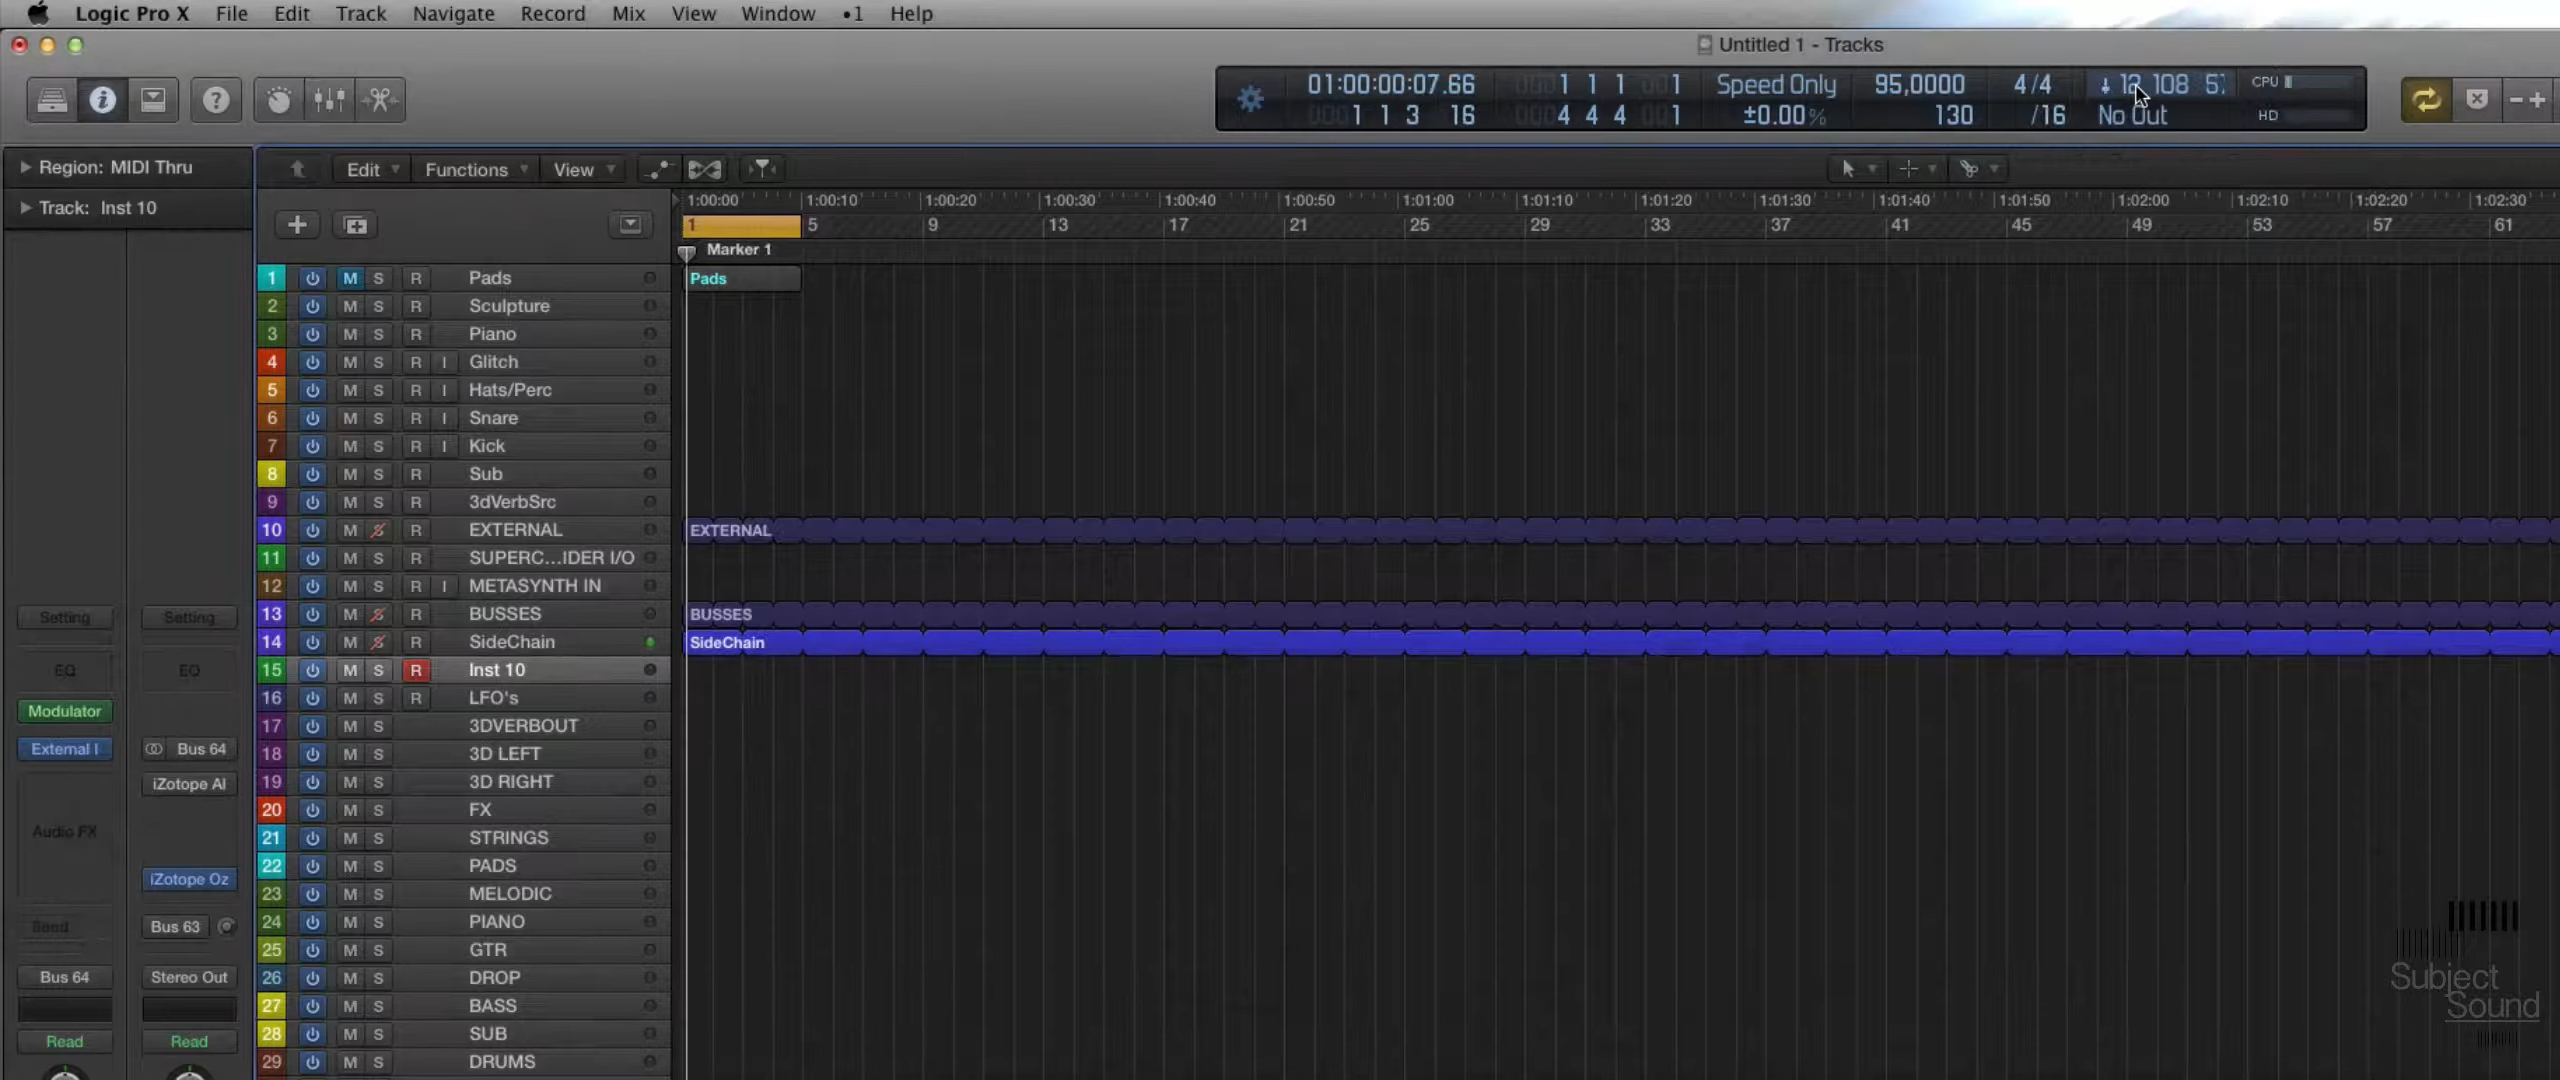 Logic Pro X File Edit Track Navigate Record Mix View Window •1 Help
Untitled 1 - Tracks
01:00:00:07.66 1 1 1 1 Speed Only 95,0000 4/4 CPU
1 1 3 16 4 4 4 1 ±0.00% 130 /16 No Out HD
Region: MIDI Thru
Edit Functions View
Track: Inst 10
1:00:00 1:00:10 1:00:20 1:00:30 1:00:40 1:00:50 1:01:00 1:01:10 1:01:20 1:01:30 1:01:40 1:01:50 1:02:00 1:02:10 1:02:20 1:02:30
1 5 9 13 17 21 25 29 33 37 41 45 49 53 57 61
Marker 1
1 M S R Pads Pads
2 M S R Sculpture
3 M S R Piano
4 M S R I Glitch
5 M S R I Hats/Perc
6 M S R I Snare
7 M S R I Kick
8 M S R Sub
9 M S R 3dVerbSrc
10 M S R EXTERNAL EXTERNAL
11 M S R SUPERC...IDER I/O
12 M S R I METASYNTH IN
13 M S R BUSSES BUSSES
14 M S R SideChain SideChain
15 M S R Inst 10
16 M S R LFO's
17 M S 3DVERBOUT
18 M S 3D LEFT
19 M S 3D RIGHT
20 M S FX
21 M S STRINGS
22 M S PADS
23 M S MELODIC
24 M S PIANO
25 M S GTR
26 M S DROP
27 M S BASS
28 M S SUB
29 M S DRUMS
Setting Setting
EQ EQ
Modulator
External I Bus 64
iZotope Al
Audio FX
iZotope Oz
Send Bus 63
Bus 64 Stereo Out
Read Read
Subject
Sound